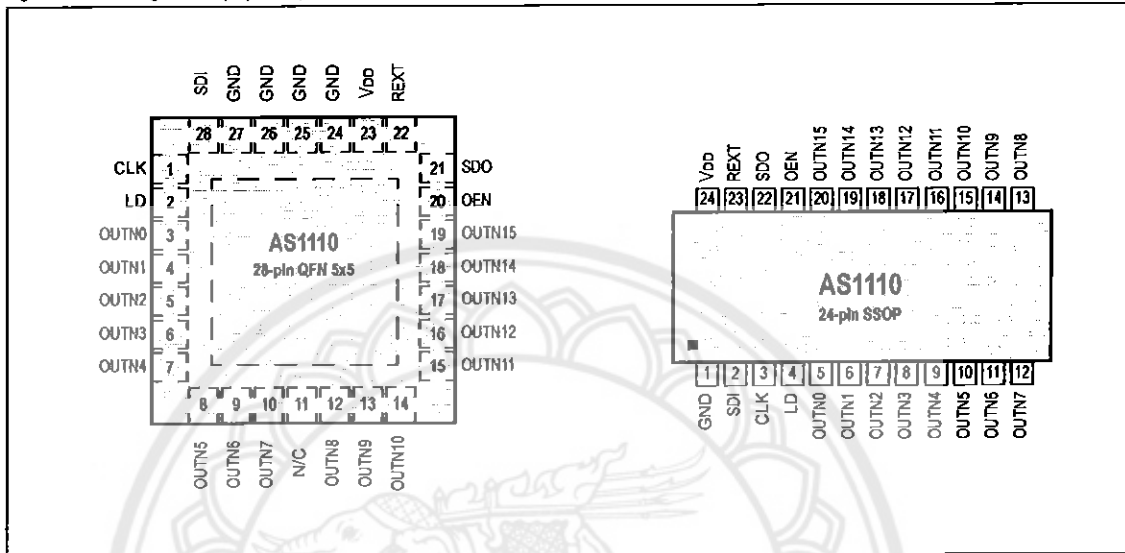 SDI GND GND GND GND VDD REXT
28 27 26 25 24 23 22
CLK 1
LD 2
OUTN0 3
OUTN1 4
OUTN2 5
OUTN3 6
OUTN4 7
21 SDO
20 OEN
19 OUTN15
18 OUTN14
17 OUTN13
16 OUTN12
15 OUTN11
AS1110
28-pin QFN 5x5
8 9 10 11 12 13 14
OUTN5 OUTN6 OUTN7 N/C OUTN8 OUTN9 OUTN10
VDD REXT SDO OEN OUTN15 OUTN14 OUTN13 OUTN12 OUTN11 OUTN10 OUTN9 OUTN8
24 23 22 21 20 19 18 17 16 15 14 13
AS1110
24-pin SSOP
1 2 3 4 5 6 7 8 9 10 11 12
GND SDI CLK LD OUTN0 OUTN1 OUTN2 OUTN3 OUTN4 OUTN5 OUTN6 OUTN7